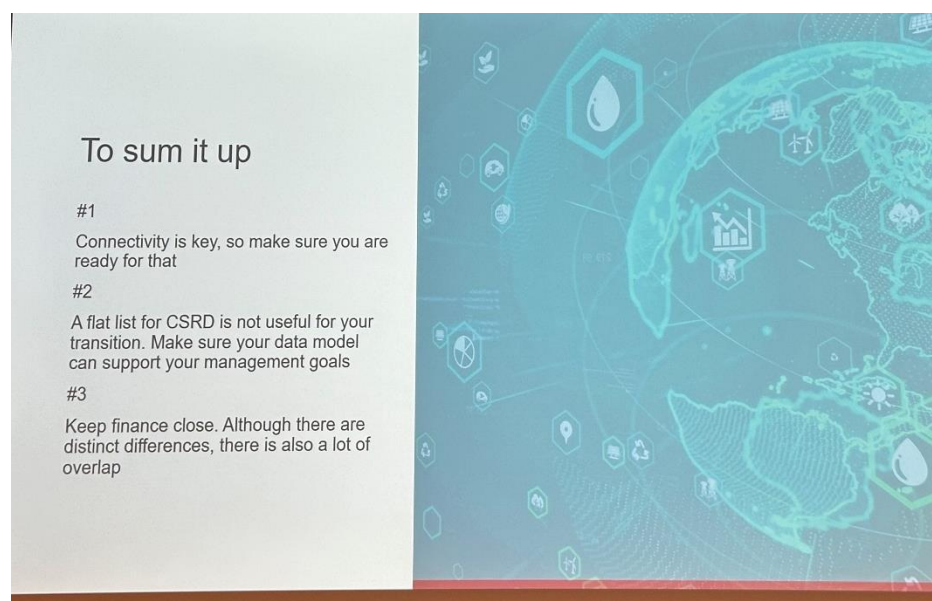 To sum it up
#1
Connectivity is key, so make sure you are
ready for that
#2
A flat list for CSRD is not useful for your
transition. Make sure your data model
can support your management goals
#3
Keep finance close. Although there are
distinct differences, there is also a lot of
overlap